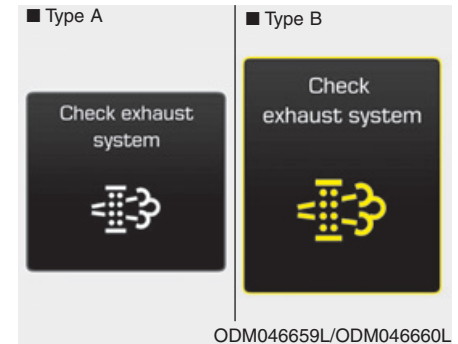 ■ Type A
Check exhaust
system
■ Type B
Check
exhaust system
ODM046659L/ODM046660L